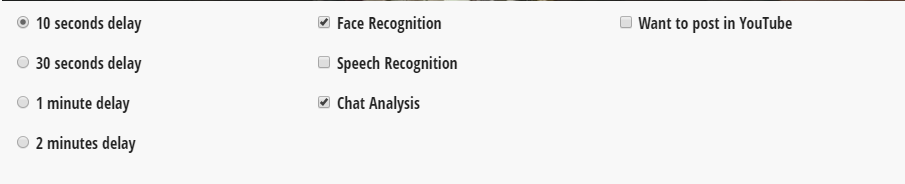 10 seconds delay
Face Recognition
Want to post in YouTube
30 seconds delay
Speech Recognition
1 minute delay
Chat Analysis
2 minutes delay